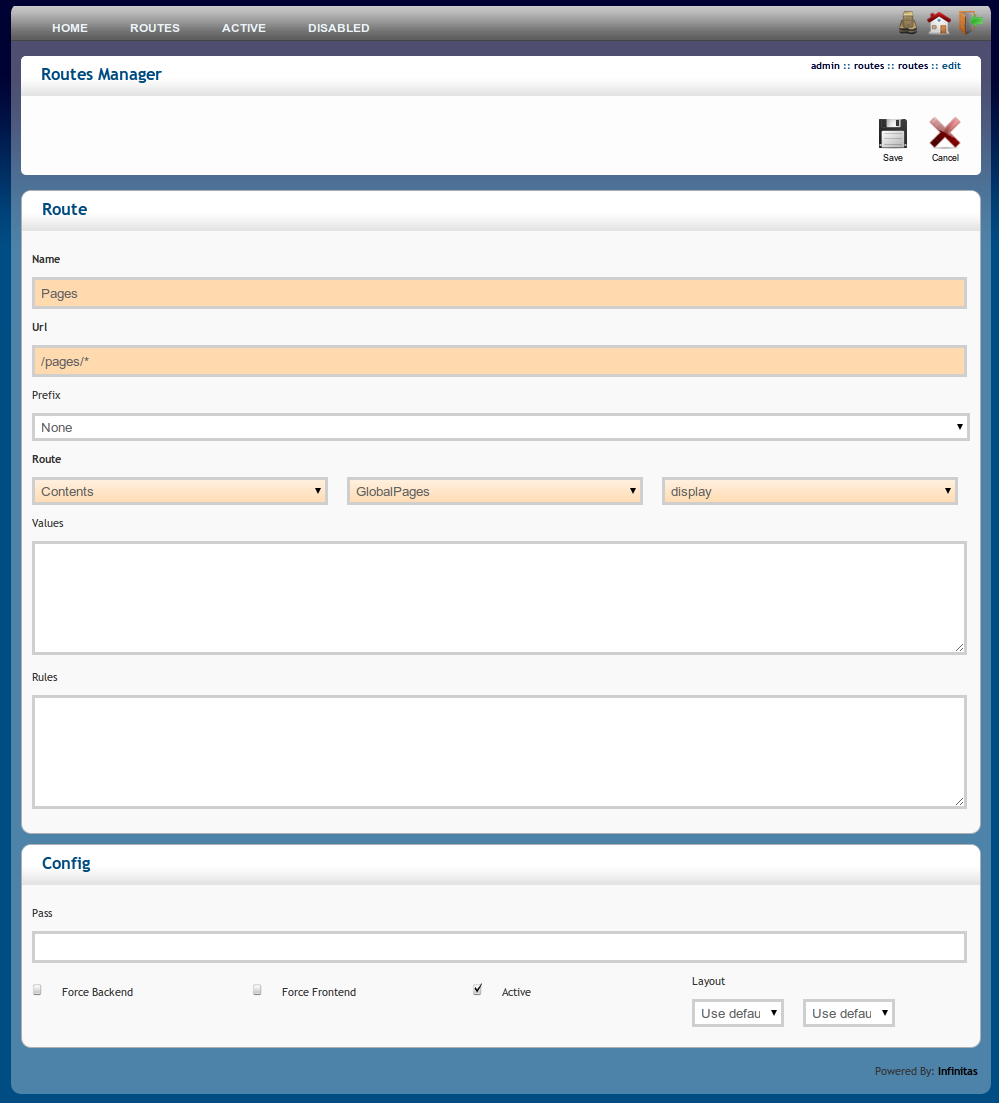 HOME ROUTES ACTIVE DISABLED
admin :: routes :: routes :: edit
Routes Manager
Save Cancel
Route
Name
Pages
Url
/pages/*
Prefix
None
Route
Contents GlobalPages display
Values
Rules
Config
Pass
Force Backend Force Frontend Active Layout
Use defau Use defau
Powered By: Infinitas